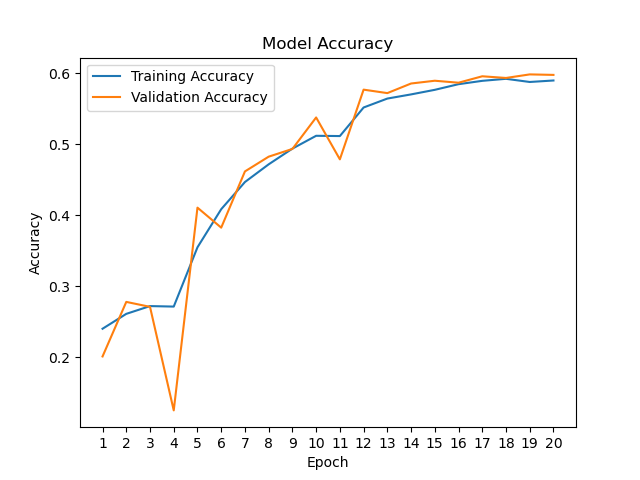 Model Accuracy
Training Accuracy
Validation Accuracy
Accuracy
0.6
0.5
0.4
0.3
0.2
1 2 3 4 5 6 7 8 9 10 11 12 13 14 15 16 17 18 19 20
Epoch